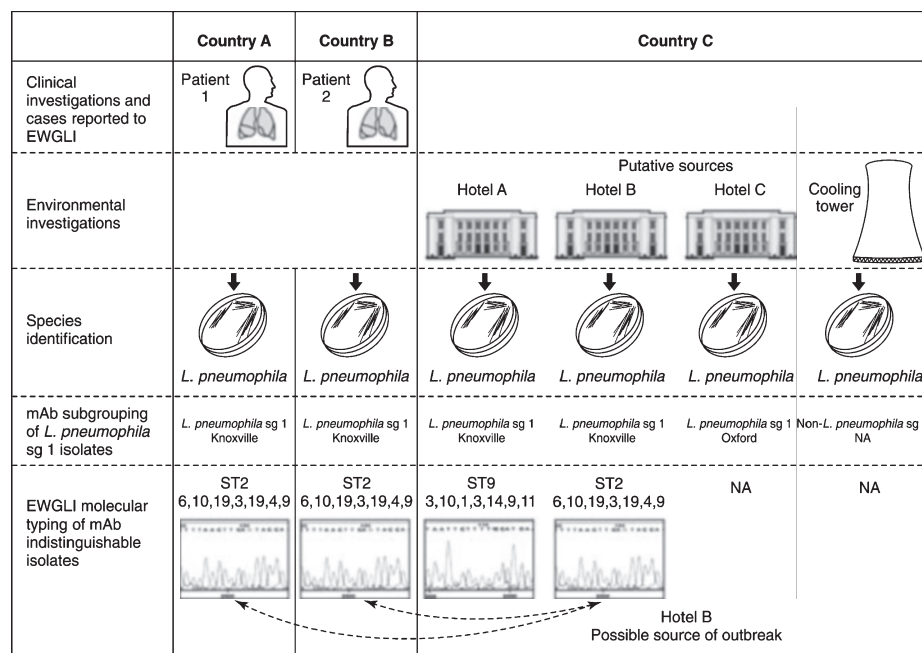 Country A
Country B
Country C
Clinical
investigations and
cases reported to
EWGLI
Patient
1
Patient
2
Environmental
investigations
Putative sources
Hotel A
Hotel B
Hotel C
Cooling
tower
Species
identification
L. pneumophila
L. pneumophila
L. pneumophila
L. pneumophila
L. pneumophila
L. pneumophila
mAb subgrouping
of L. pneumophila
sg 1 isolates
L. pneumophila sg 1
Knoxville
L. pneumophila sg 1
Knoxville
L. pneumophila sg 1
Knoxville
L. pneumophila sg 1
Knoxville
L. pneumophila sg 1
Oxford
Non-L. pneumophila sg
NA
EWGLI molecular
typing of mAb
indistinguishable
isolates
ST2
6,10,19,3,19,4,9
ST2
6,10,19,3,19,4,9
ST9
3,10,1,3,14,9,11
ST2
6,10,19,3,19,4,9
NA
NA
Hotel B
Possible source of outbreak